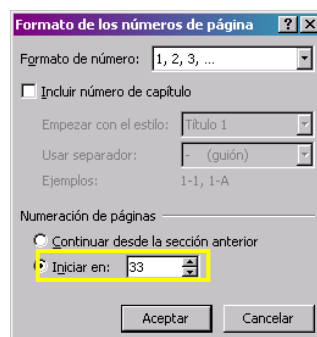 Formato de los números de página
Formato de número: 1, 2, 3, ...
Incluir número de capítulo
Empezar con el estilo: Título 1
Usar separador: - (guión)
Ejemplos: 1-1, 1-A
Numeración de páginas
Continuar desde la sección anterior
Iniciar en: 33
Aceptar Cancelar